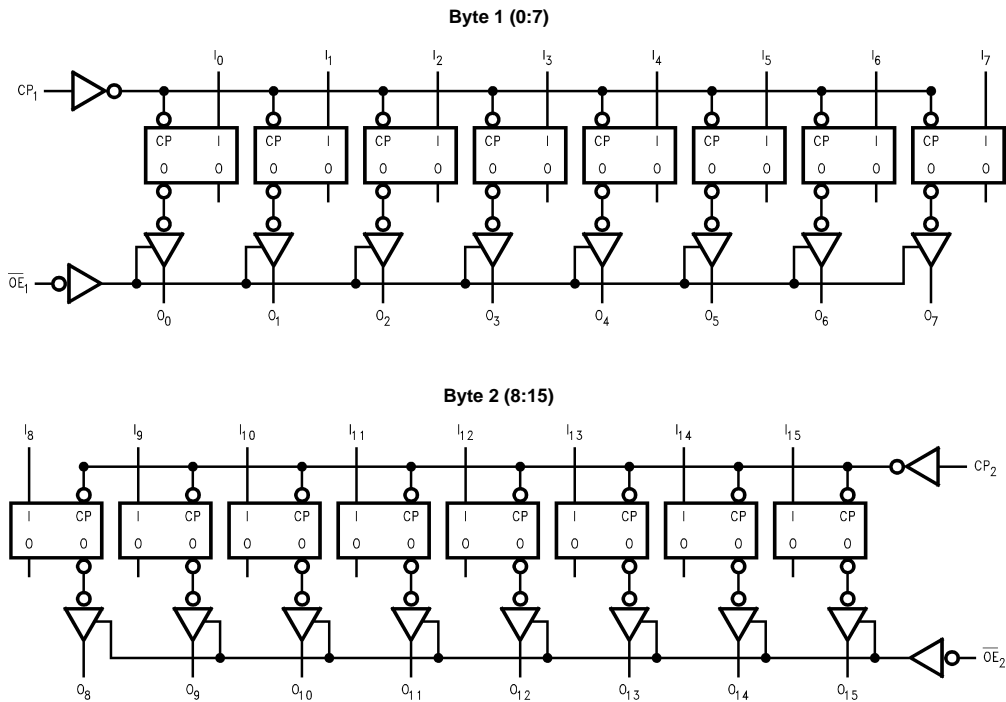 Byte 1 (0:7)
I0 I1 I2 I3 I4 I5 I6 I7
CP1
CP I CP I CP I CP I CP I CP I CP I CP I
O O O O O O O O O O O O O O O O
OE1
O0 O1 O2 O3 O4 O5 O6 O7
Byte 2 (8:15)
I8 I9 I10 I11 I12 I13 I14 I15
CP2
I CP I CP I CP I CP I CP I CP I CP I CP
O O O O O O O O O O O O O O O O
OE2
O8 O9 O10 O11 O12 O13 O14 O15